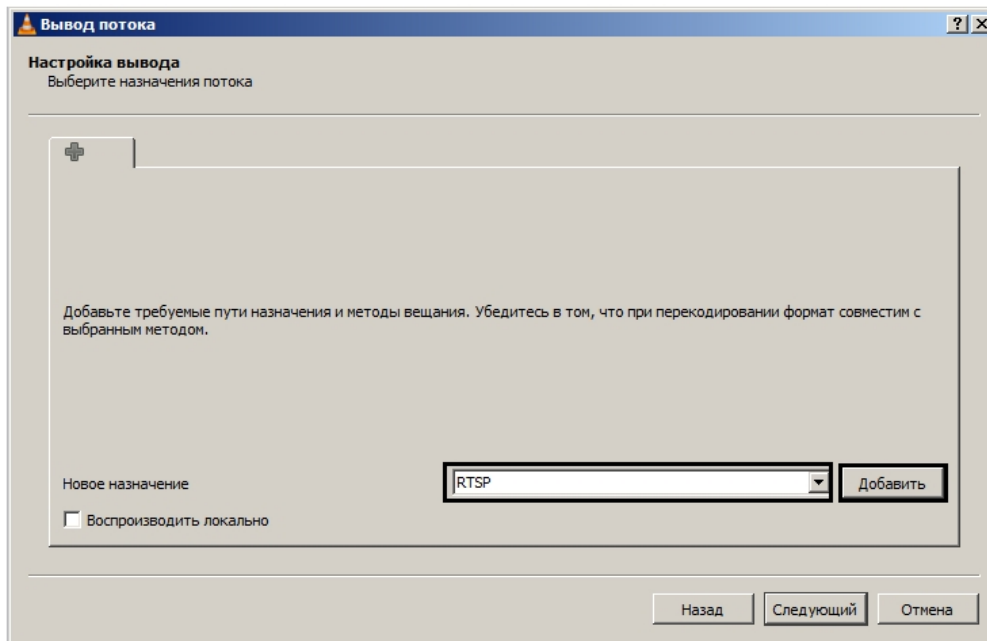 Вывод потока
Настройка вывода
Выберите назначения потока
Добавьте требуемые пути назначения и методы вещания. Убедитесь в том, что при перекодировании формат совместим с
выбранным методом.
Новое назначение
RTSP
Добавить
Воспроизводить локально
Назад
Следующий
Отмена